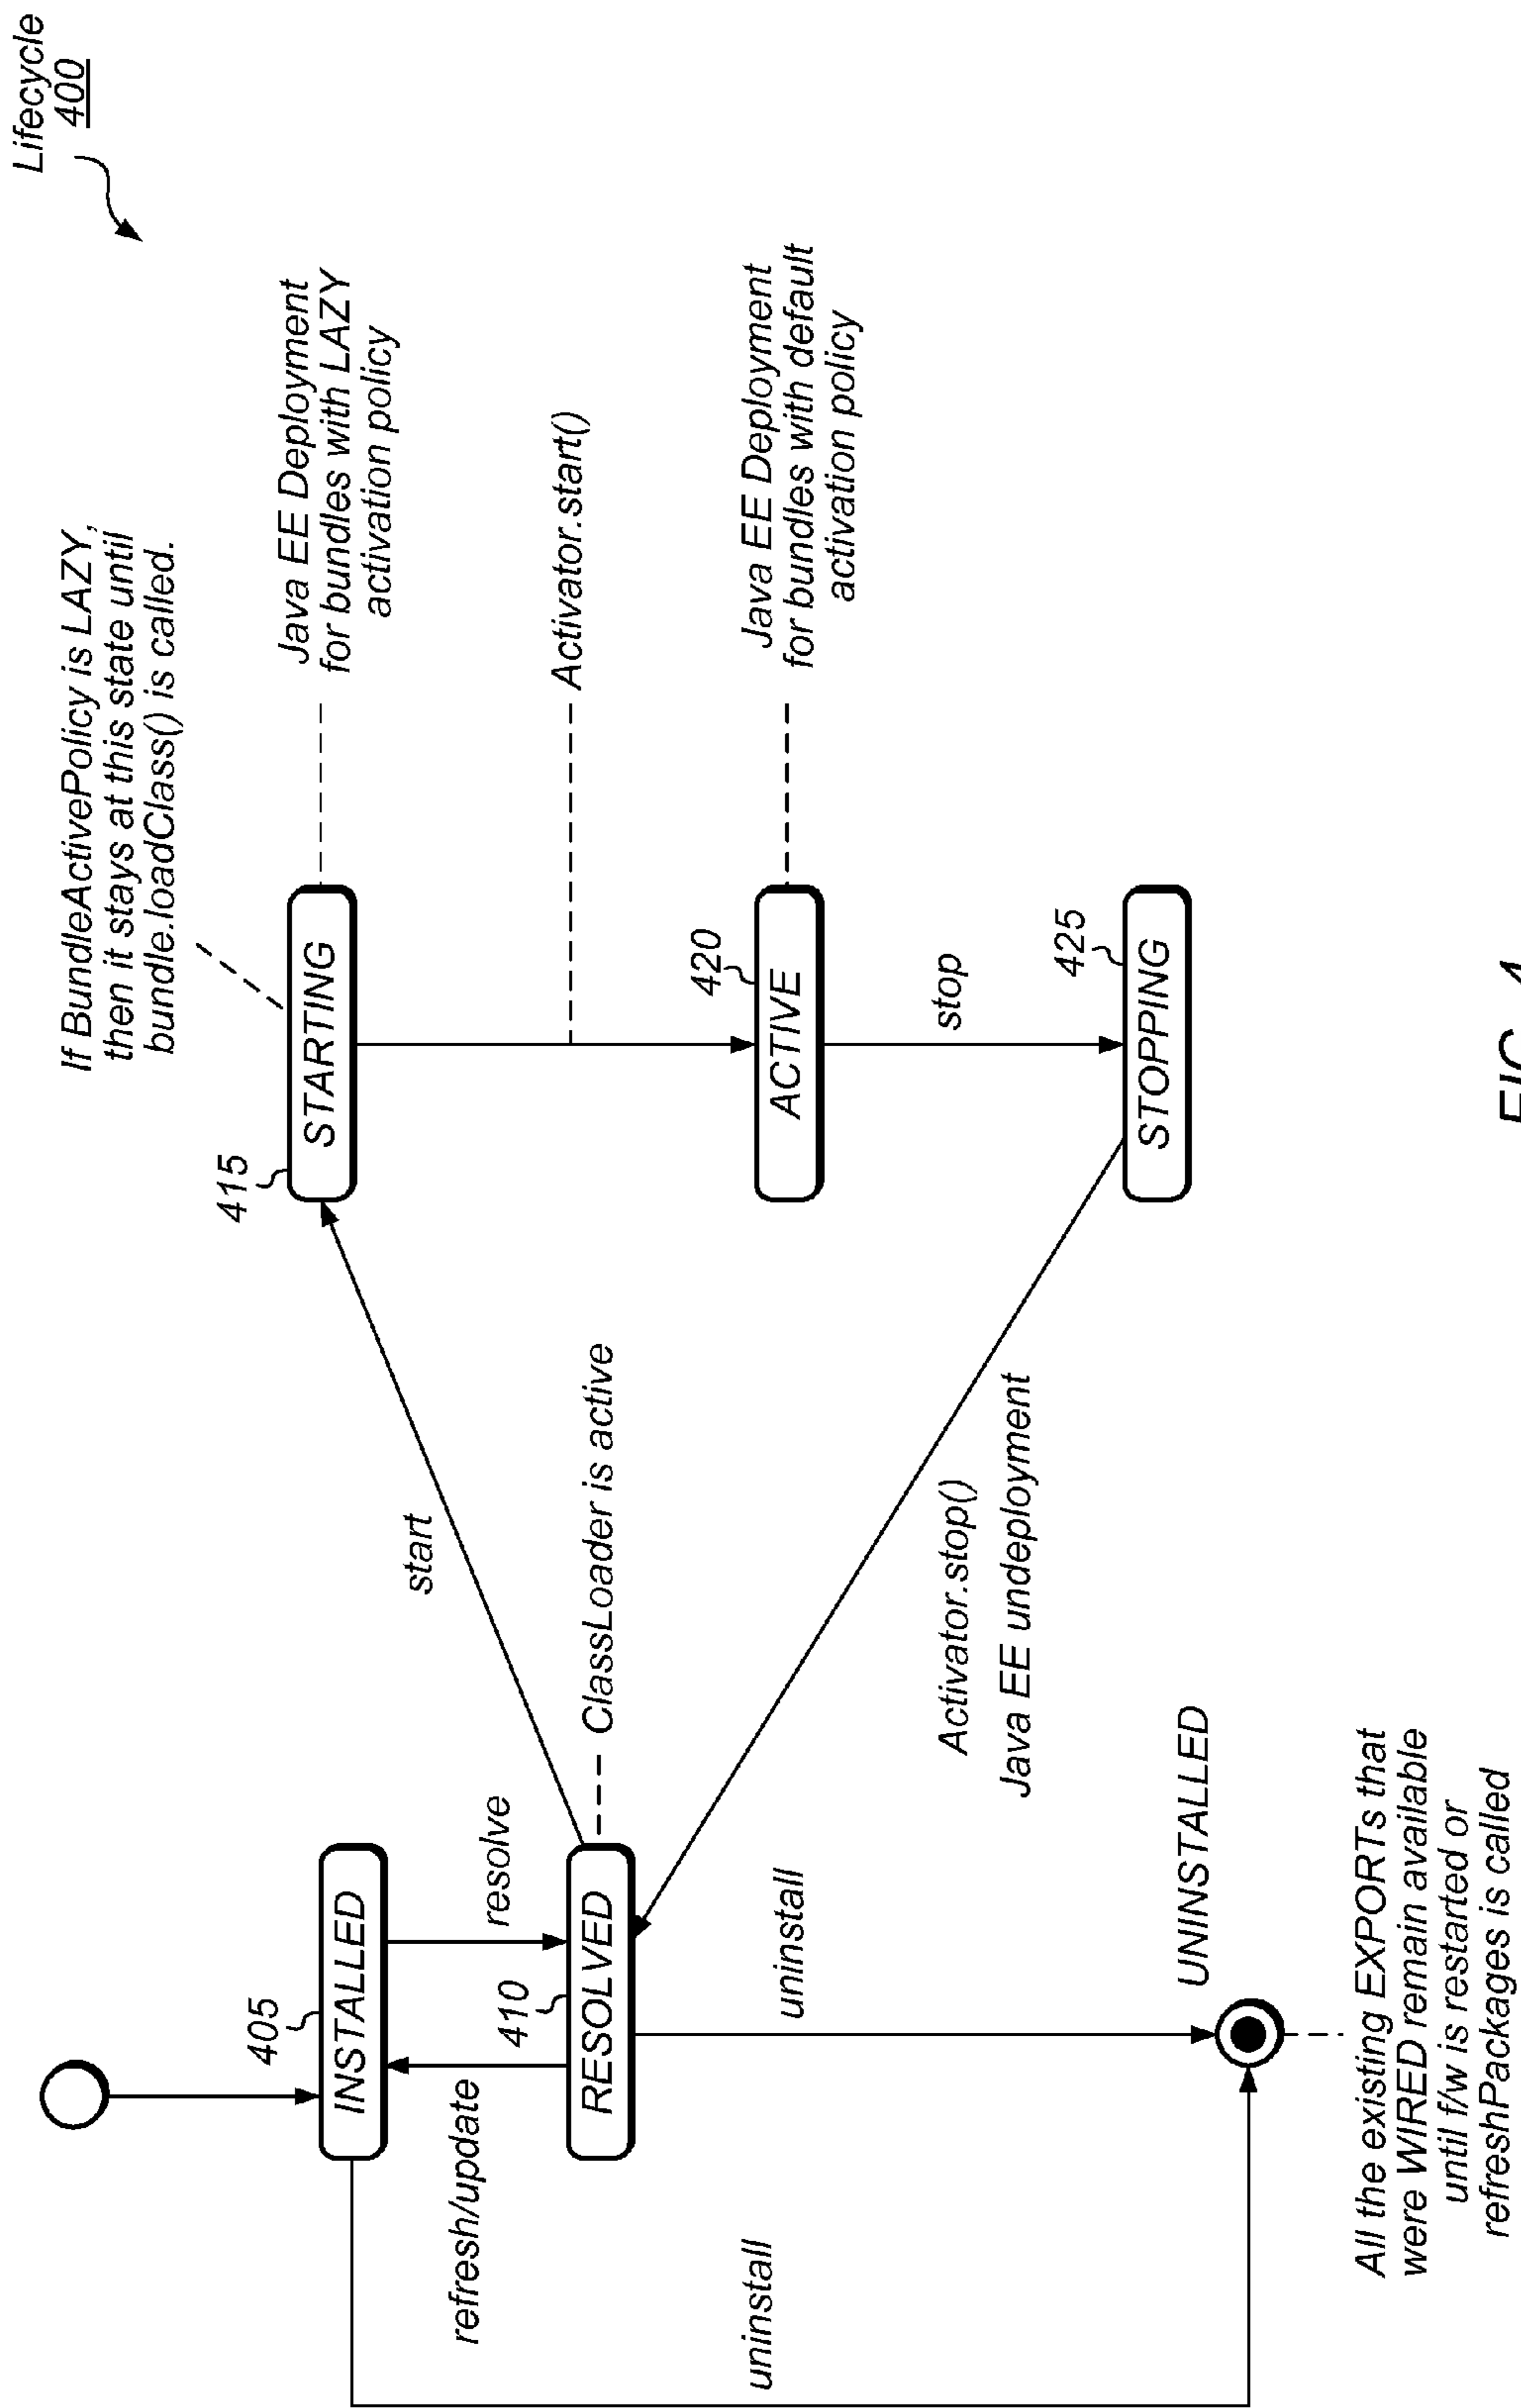 Lifecycle
400
If BundleActivePolicy is LAZY,
then it stays at this state until
bundle.loadClass() is called.
405
INSTALLED
415
STARTING
Java EE Deployment
for bundles with LAZY
activation policy
refresh/update
resolve
start
Activator.start()
410
RESOLVED
ClassLoader is active
420
ACTIVE
Java EE Deployment
for bundles with default
activation policy
uninstall
uninstall
Activator.stop()
Java EE undeployment
stop
425
STOPPING
UNINSTALLED
All the existing EXPORTs that
were WIRED remain available
until f/w is restarted or
refreshPackages is called
FIG. 4